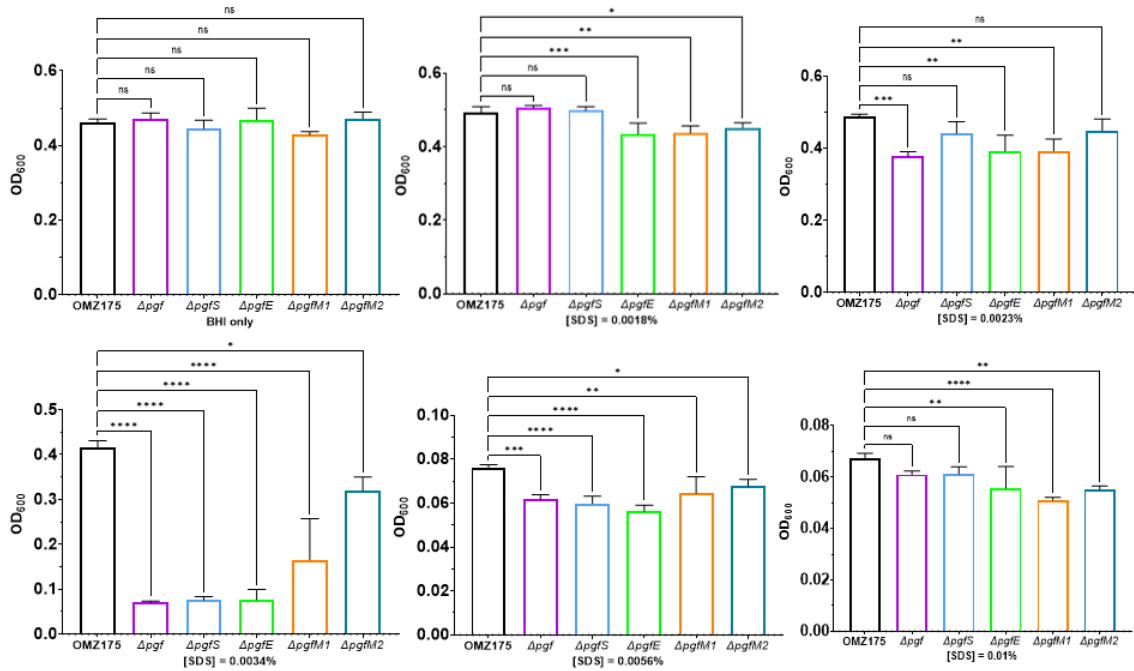 ns
ns
ns
ns
ns
OD600
0.6
0.4
0.2
0.0
OMZ175 Δpgf ΔpgfS ΔpgfE ΔpgfM1 ΔpgfM2
BHI only
*
**
***
ns
ns
OD600
0.6
0.4
0.2
0.0
OMZ175 Δpgf ΔpgfS ΔpgfE ΔpgfM1 ΔpgfM2
[SDS] = 0.0018%
ns
**
**
ns
***
OD600
0.6
0.4
0.2
0.0
OMZ175 Δpgf ΔpgfS ΔpgfE ΔpgfM1 ΔpgfM2
[SDS] = 0.0023%
*
****
****
****
****
OD600
0.5
0.4
0.3
0.2
0.1
0.0
OMZ175 Δpgf ΔpgfS ΔpgfE ΔpgfM1 ΔpgfM2
[SDS] = 0.0034%
*
**
****
****
***
OD600
0.10
0.08
0.06
0.04
0.02
0.00
OMZ175 Δpgf ΔpgfS ΔpgfE ΔpgfM1 ΔpgfM2
[SDS] = 0.0056%
**
****
**
ns
ns
OD600
0.08
0.06
0.04
0.02
0.00
OMZ175 Δpgf ΔpgfS ΔpgfE ΔpgfM1 ΔpgfM2
[SDS] = 0.01%